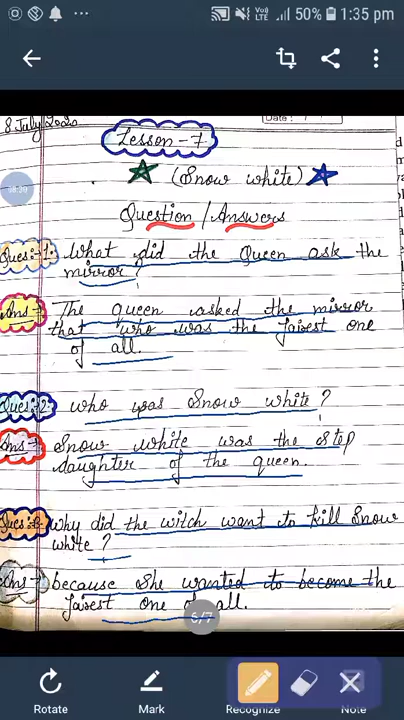 50% 1:35 pm
8 July 2020
Date :
Lesson-7
(Snow white)
Question / Answers
Ques:-1. What did the Queen ask the
mirror?
Ans→ The queen asked the mirror
that "who was the fairest one
of all.
Ques:-2. who was Snow white?
Ans→ Snow white was the step
daughter of the queen.
Ques:-3. why did the witch want to kill Snow
white ?
Ans→ because she wanted to become the
fairest one of all.
6/7
Rotate Mark Recognize Note